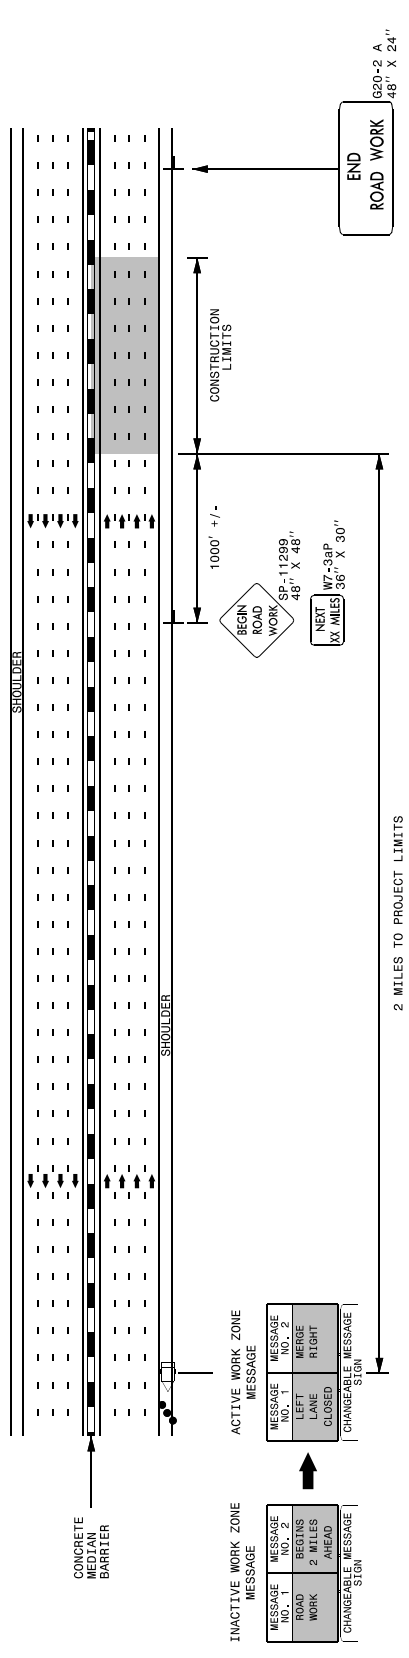 G20-2 A
48" X 24"
END
ROAD WORK
CONSTRUCTION
LIMITS
1000' +/-
SP-11299
48" X 48"
BEGIN
ROAD
WORK
W7-3aP
36" X 30"
NEXT
XX MILES
SHOULDER
SHOULDER
2 MILES TO PROJECT LIMITS
ACTIVE WORK ZONE
MESSAGE
MESSAGE
NO. 1
MESSAGE
NO. 2
LEFT
LANE
CLOSED
MERGE
RIGHT
CHANGEABLE MESSAGE
SIGN
CONCRETE
MEDIAN
BARRIER
INACTIVE WORK ZONE
MESSAGE
MESSAGE
NO. 1
MESSAGE
NO. 2
ROAD
WORK
BEGINS
2 MILES
AHEAD
CHANGEABLE MESSAGE
SIGN